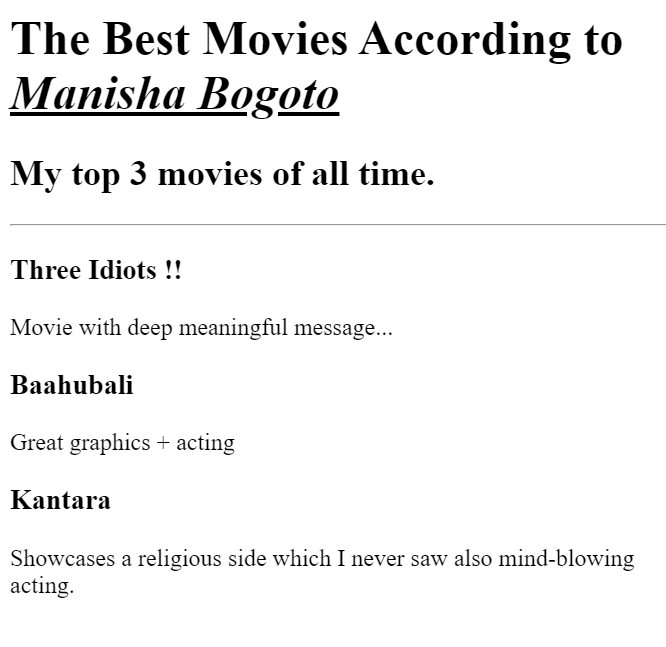 The Best Movies According to
Manisha Bogoto
My top 3 movies of all time.
Three Idiots !!
Movie with deep meaningful message...
Baahubali
Great graphics + acting
Kantara
Showcases a religious side which I never saw also mind-blowing
acting.